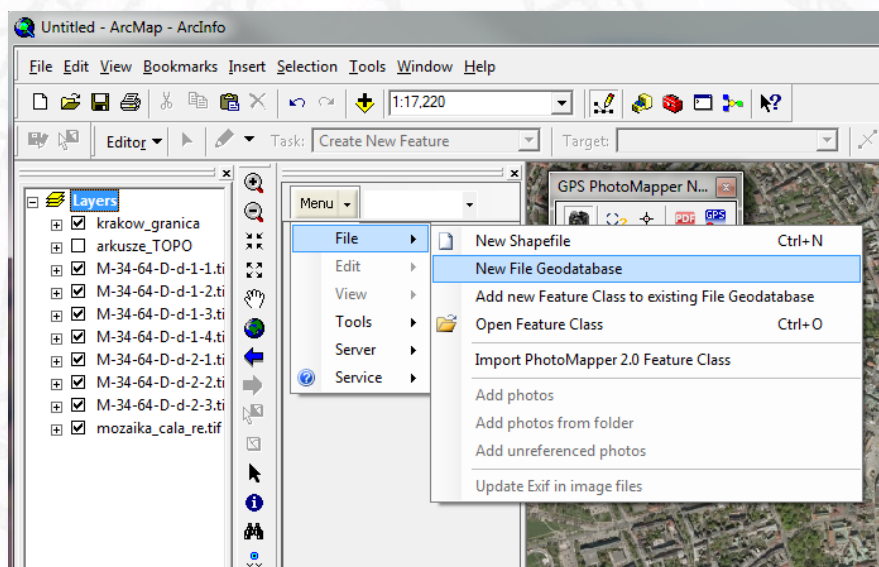 Untitled - ArcMap - ArcInfo
File Edit View Bookmarks Insert Selection Tools Window Help
1:17,220
Editor Task: Create New Feature Target:
Layers
krakow_granica
arkusze_TOPO
M-34-64-D-d-1-1.ti
M-34-64-D-d-1-2.ti
M-34-64-D-d-1-3.ti
M-34-64-D-d-1-4.ti
M-34-64-D-d-2-1.ti
M-34-64-D-d-2-2.ti
M-34-64-D-d-2-3.ti
mozaika_cala_re.tif
Menu
File
Edit
View
Tools
Server
Service
GPS PhotoMapper N...
PDF GPS
New Shapefile Ctrl+N
New File Geodatabase
Add new Feature Class to existing File Geodatabase
Open Feature Class Ctrl+O
Import PhotoMapper 2.0 Feature Class
Add photos
Add photos from folder
Add unreferenced photos
Update Exif in image files